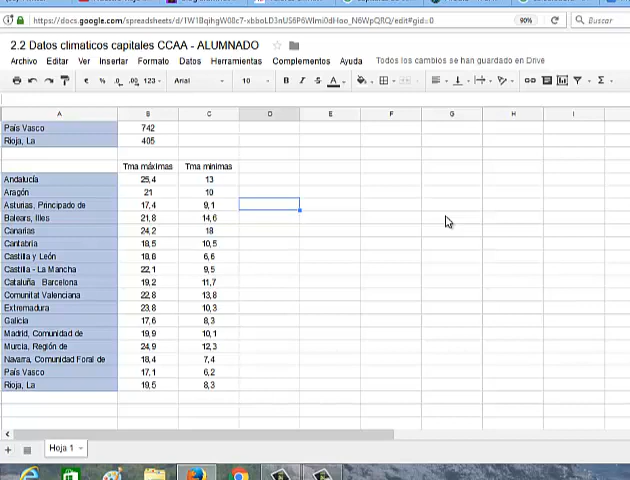 https://docs.google.com/spreadsheets/d/1W1BqihgW08c7-xbboLD3nUS6P6Wlmi0dHoo_N6WpQRQ/edit#gid=0 90% Buscar
2.2 Datos climaticos capitales CCAA - ALUMNADO
Archivo Editar Ver Insertar Formato Datos Herramientas Complementos Ayuda Todos los cambios se han guardado en Drive
€ % .0 .00 123 Arial 10 B I S A
A B C D E F G H I
País Vasco 742
Rioja, La 405
Tma máximas Tma mínimas
Andalucía 25,4 13
Aragón 21 10
Asturias, Principado de 17,4 9,1
Balears, Illes 21,8 14,6
Canarias 24,2 18
Cantabria 18,5 10,5
Castilla y León 18,8 6,6
Castilla - La Mancha 22,1 9,5
Cataluña Barcelona 19,2 11,7
Comunitat Valenciana 22,8 13,8
Extremadura 23,8 10,3
Galicia 17,6 8,3
Madrid, Comunidad de 19,9 10,1
Murcia, Región de 24,9 12,3
Navarra, Comunidad Foral de 18,4 7,4
País Vasco 17,1 6,2
Rioja, La 19,5 8,3
Hoja 1